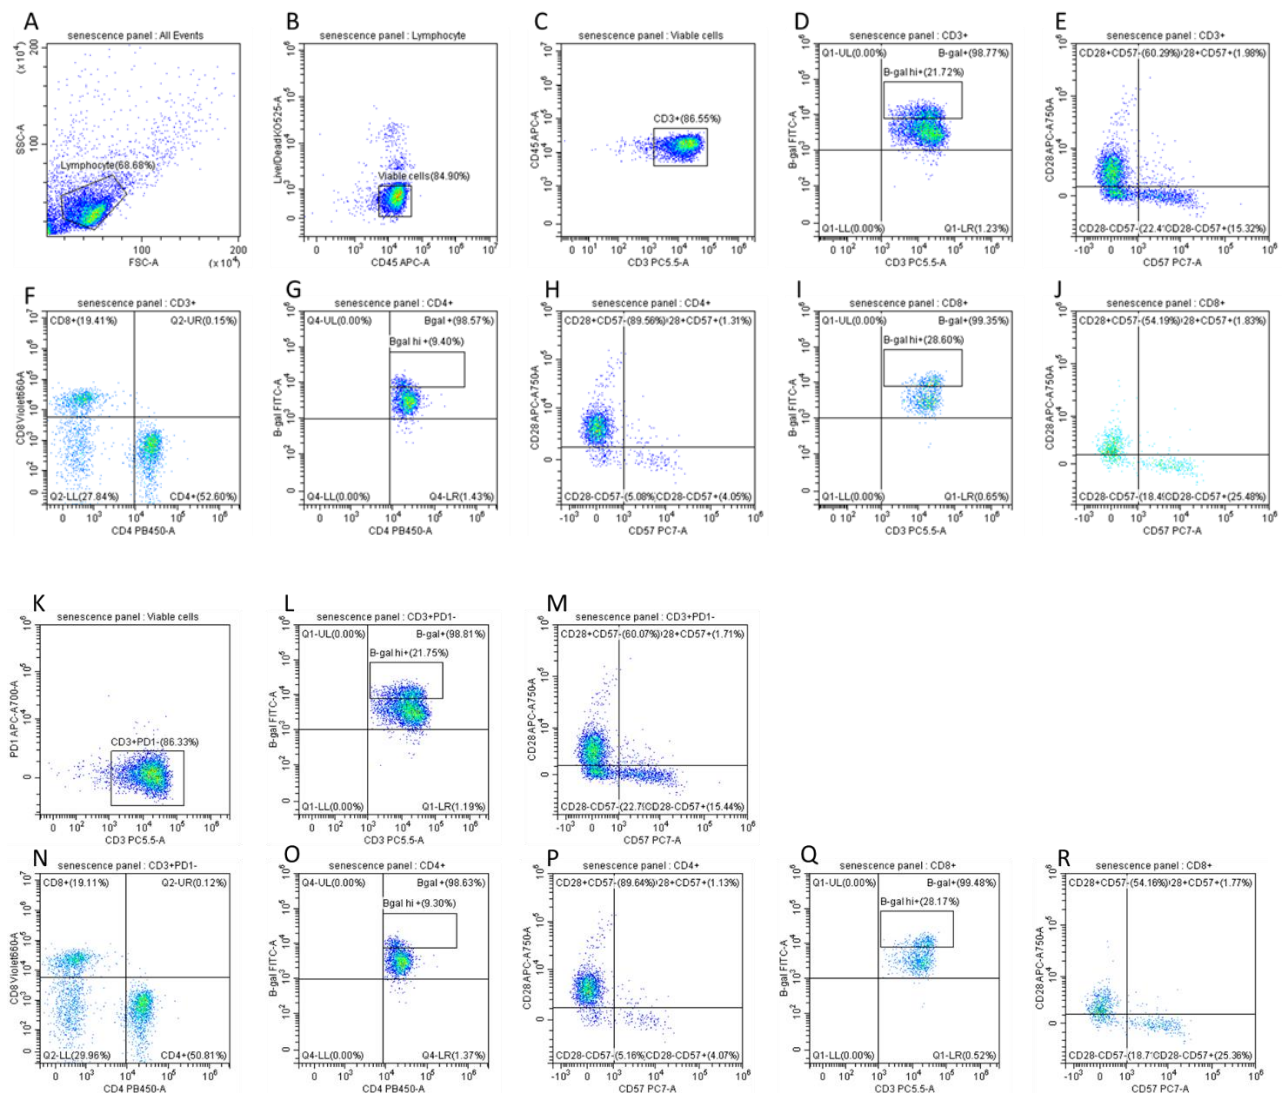 A
senescence panel : All Events
(x 10⁴)
200
100
SSC-A
Lymphocyte(68.68%)
100
200
FSC-A
(x 10⁴)
B
senescence panel : Lymphocyte
Live/Dead KO525-A
Viable cells(84.90%)
CD45 APC-A
C
senescence panel : Viable cells
CD45 APC-A
CD3+(86.55%)
CD3 PC5.5-A
D
senescence panel : CD3+
Q1-UL(0.00%)
B-gal+(98.77%)
B-gal hi+(21.72%)
B-gal FITC-A
Q1-LL(0.00%)
Q1-LR(1.23%)
CD3 PC5.5-A
E
senescence panel : CD3+
CD28+CD57-(60.29%) 28+CD57+(1.98%)
CD28 APC-A750-A
CD28-CD57-(22.4 CD28-CD57+(15.32%)
CD57 PC7-A
F
senescence panel : CD3+
CD8+(19.41%)
Q2-UR(0.15%)
CD8 Violet660-A
Q2-LL(27.84%)
CD4+(52.60%)
CD4 PB450-A
G
senescence panel : CD4+
Q4-UL(0.00%)
Bgal +(98.57%)
Bgal hi +(9.40%)
B-gal FITC-A
Q4-LL(0.00%)
Q4-LR(1.43%)
CD4 PB450-A
H
senescence panel : CD4+
CD28+CD57-(89.56%) 28+CD57+(1.31%)
CD28 APC-A750-A
CD28-CD57-(5.08% CD28-CD57+(4.05%)
CD57 PC7-A
I
senescence panel : CD8+
Q1-UL(0.00%)
B-gal+(99.35%)
B-gal hi+(28.60%)
B-gal FITC-A
Q1-LL(0.00%)
Q1-LR(0.65%)
CD3 PC5.5-A
J
senescence panel : CD8+
CD28+CD57-(54.19%) 28+CD57+(1.83%)
CD28 APC-A750-A
CD28-CD57-(18.4 CD28-CD57+(25.48%)
CD57 PC7-A
K
senescence panel : Viable cells
PD1 APC-A700-A
CD3+PD1-(86.33%)
CD3 PC5.5-A
L
senescence panel : CD3+PD1-
Q1-UL(0.00%)
B-gal+(98.81%)
B-gal hi+(21.75%)
B-gal FITC-A
Q1-LL(0.00%)
Q1-LR(1.19%)
CD3 PC5.5-A
M
senescence panel : CD3+PD1-
CD28+CD57-(60.07%) 28+CD57+(1.71%)
CD28 APC-A750-A
CD28-CD57-(22.7 CD28-CD57+(15.44%)
CD57 PC7-A
N
senescence panel : CD3+PD1-
CD8+(19.11%)
Q2-UR(0.12%)
CD8 Violet660-A
Q2-LL(29.96%)
CD4+(50.81%)
CD4 PB450-A
O
senescence panel : CD4+
Q4-UL(0.00%)
Bgal +(98.63%)
Bgal hi +(9.30%)
B-gal FITC-A
Q4-LL(0.00%)
Q4-LR(1.37%)
CD4 PB450-A
P
senescence panel : CD4+
CD28+CD57-(89.64%) 28+CD57+(1.13%)
CD28 APC-A750-A
CD28-CD57-(5.16% CD28-CD57+(4.07%)
CD57 PC7-A
Q
senescence panel : CD8+
Q1-UL(0.00%)
B-gal+(99.48%)
B-gal hi+(28.17%)
B-gal FITC-A
Q1-LL(0.00%)
Q1-LR(0.52%)
CD3 PC5.5-A
R
senescence panel : CD8+
CD28+CD57-(54.16%) 28+CD57+(1.77%)
CD28 APC-A750-A
CD28-CD57-(18.7 CD28-CD57+(25.36%)
CD57 PC7-A